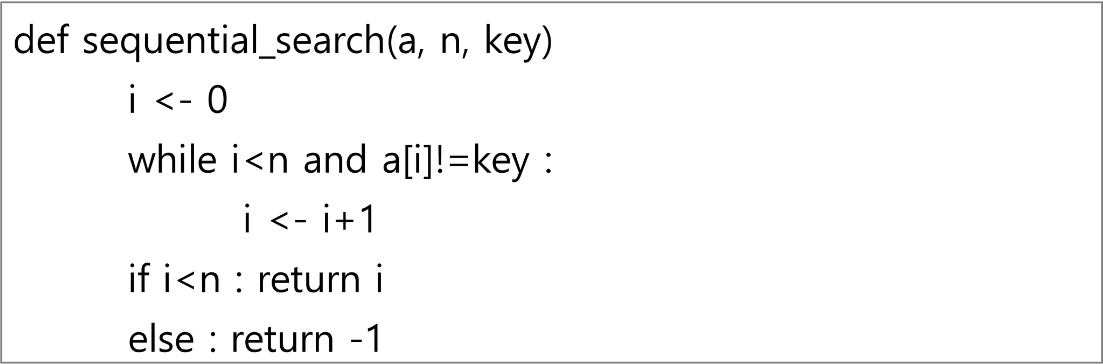 def sequential_search(a, n, key)
i <- 0
while i<n and a[i]!=key :
i <- i+1
if i<n : return i
else : return -1